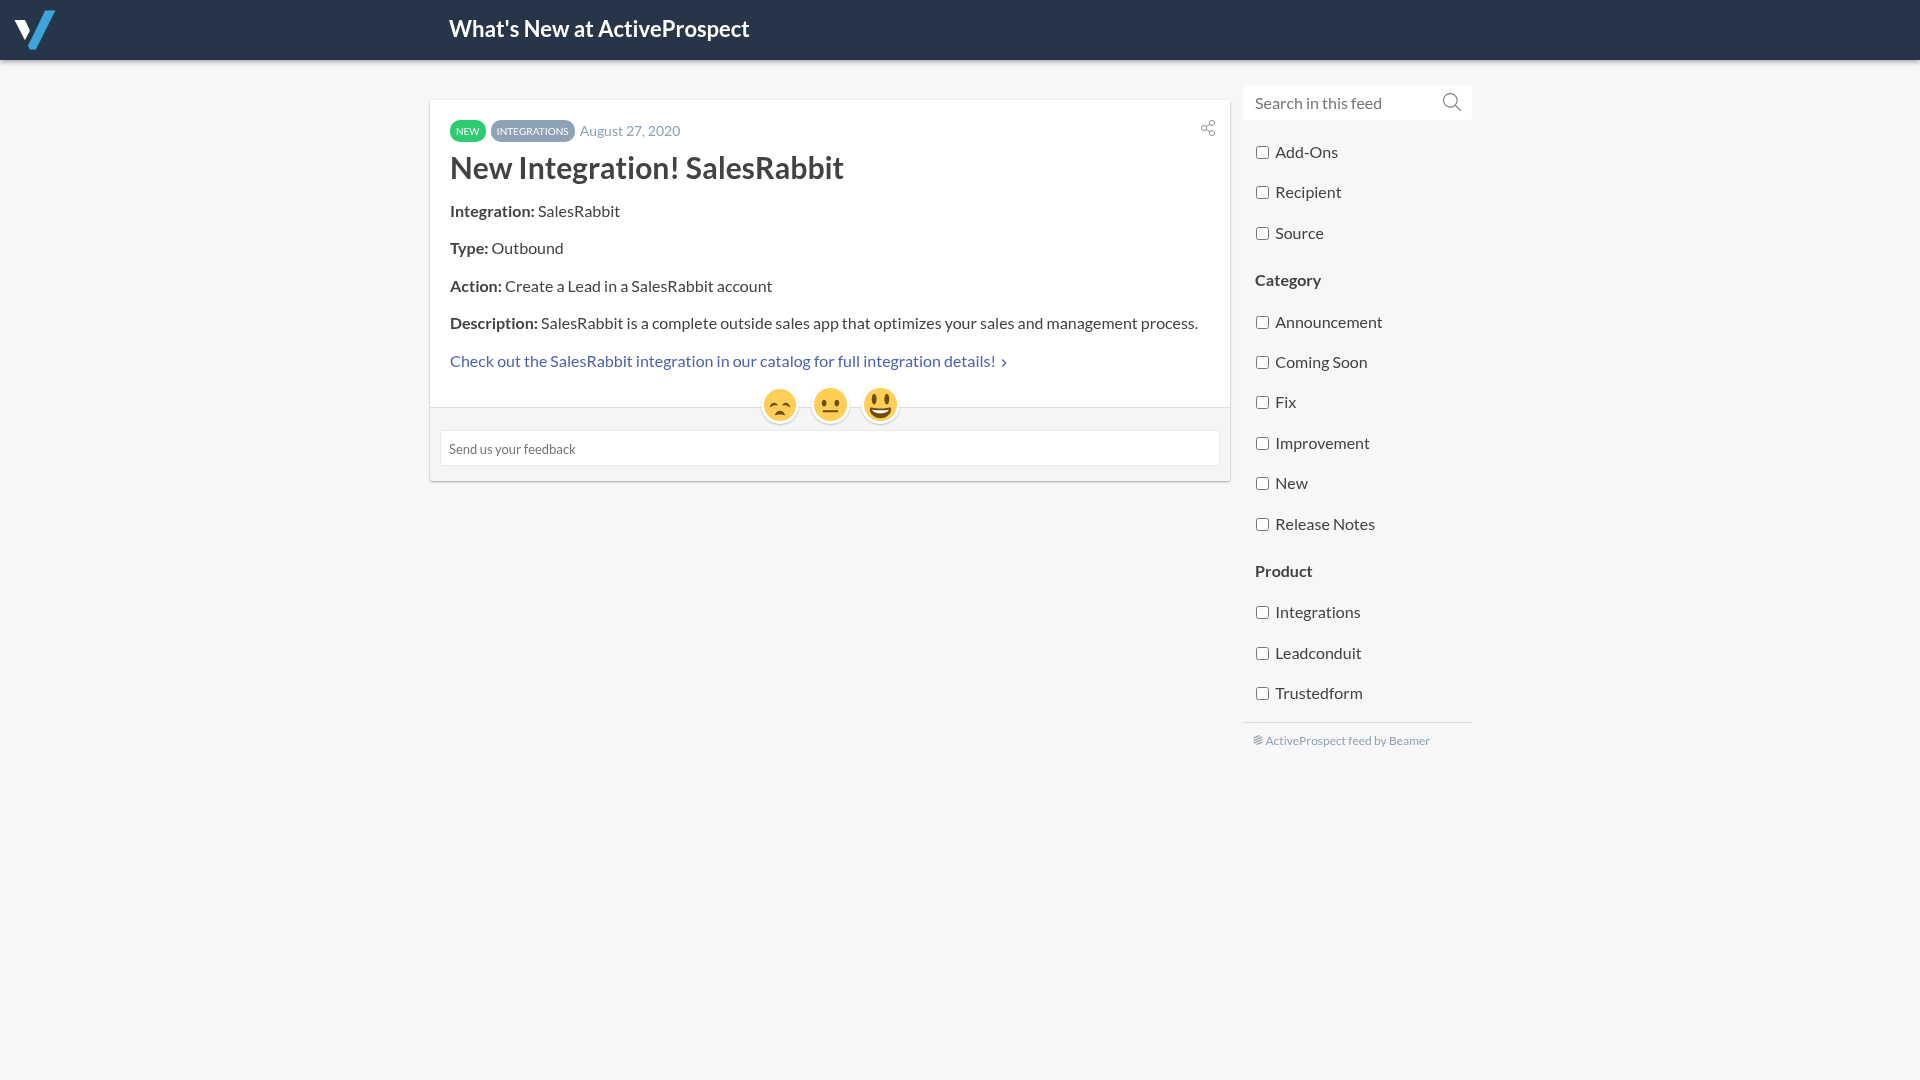 What's New at ActiveProspect
NEW INTEGRATIONS August 27, 2020
New Integration! SalesRabbit
Integration: SalesRabbit
Type: Outbound
Action: Create a Lead in a SalesRabbit account
Description: SalesRabbit is a complete outside sales app that optimizes your sales and management process.
Check out the SalesRabbit integration in our catalog for full integration details! ›
Send us your feedback
Search in this feed
Add-Ons
Recipient
Source
Category
Announcement
Coming Soon
Fix
Improvement
New
Release Notes
Product
Integrations
Leadconduit
Trustedform
ActiveProspect feed by Beamer